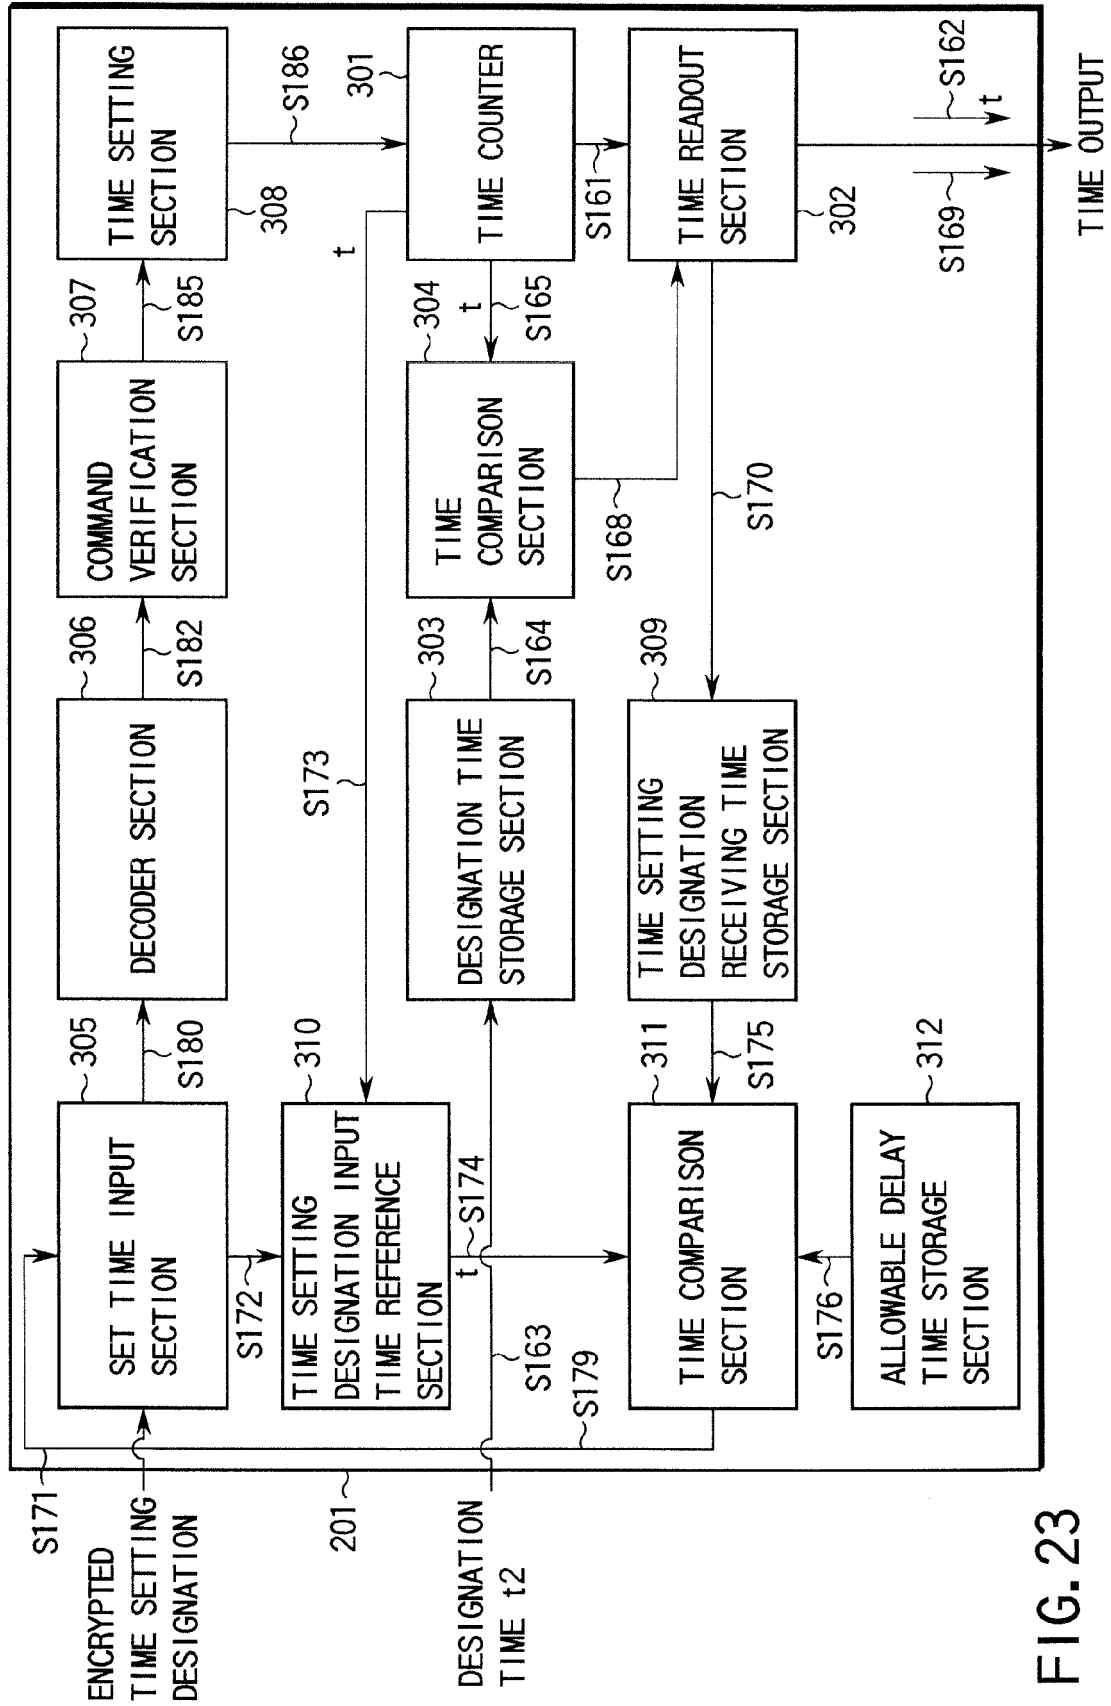 ENCRYPTED
TIME SETTING
DESIGNATION
S171
201
DESIGNATION
TIME t2
SET TIME INPUT
SECTION
305
S180
DECODER SECTION
306
S182
COMMAND
VERIFICATION
SECTION
307
S185
TIME SETTING
SECTION
308
S186
S172
TIME SETTING
DESIGNATION INPUT
TIME REFERENCE
SECTION
310
S173
t
t
S174
S163
S179
DESIGNATION TIME
STORAGE SECTION
303
S164
TIME
COMPARISON
SECTION
304
t
S165
TIME COUNTER
301
S168
S161
TIME COMPARISON
SECTION
311
S175
TIME SETTING
DESIGNATION
RECEIVING TIME
STORAGE SECTION
309
S170
TIME READOUT
SECTION
302
S176
ALLOWABLE DELAY
TIME STORAGE
SECTION
312
S169
t
S162
TIME OUTPUT
FIG. 23